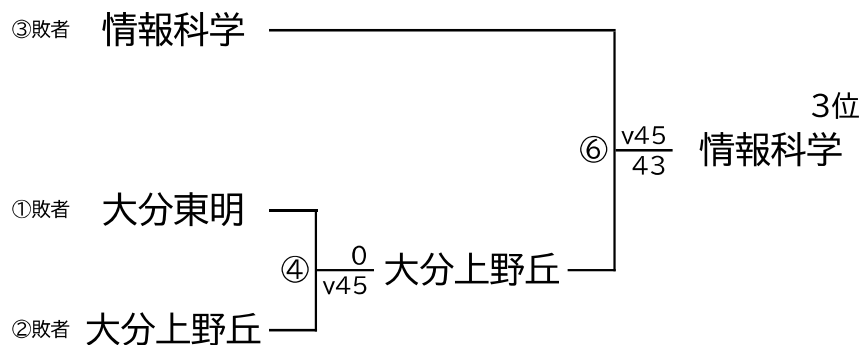 ③敗者 情報科学
3位
⑥ v45 情報科学
43
①敗者 大分東明
0
④ 大分上野丘
v45
②敗者 大分上野丘